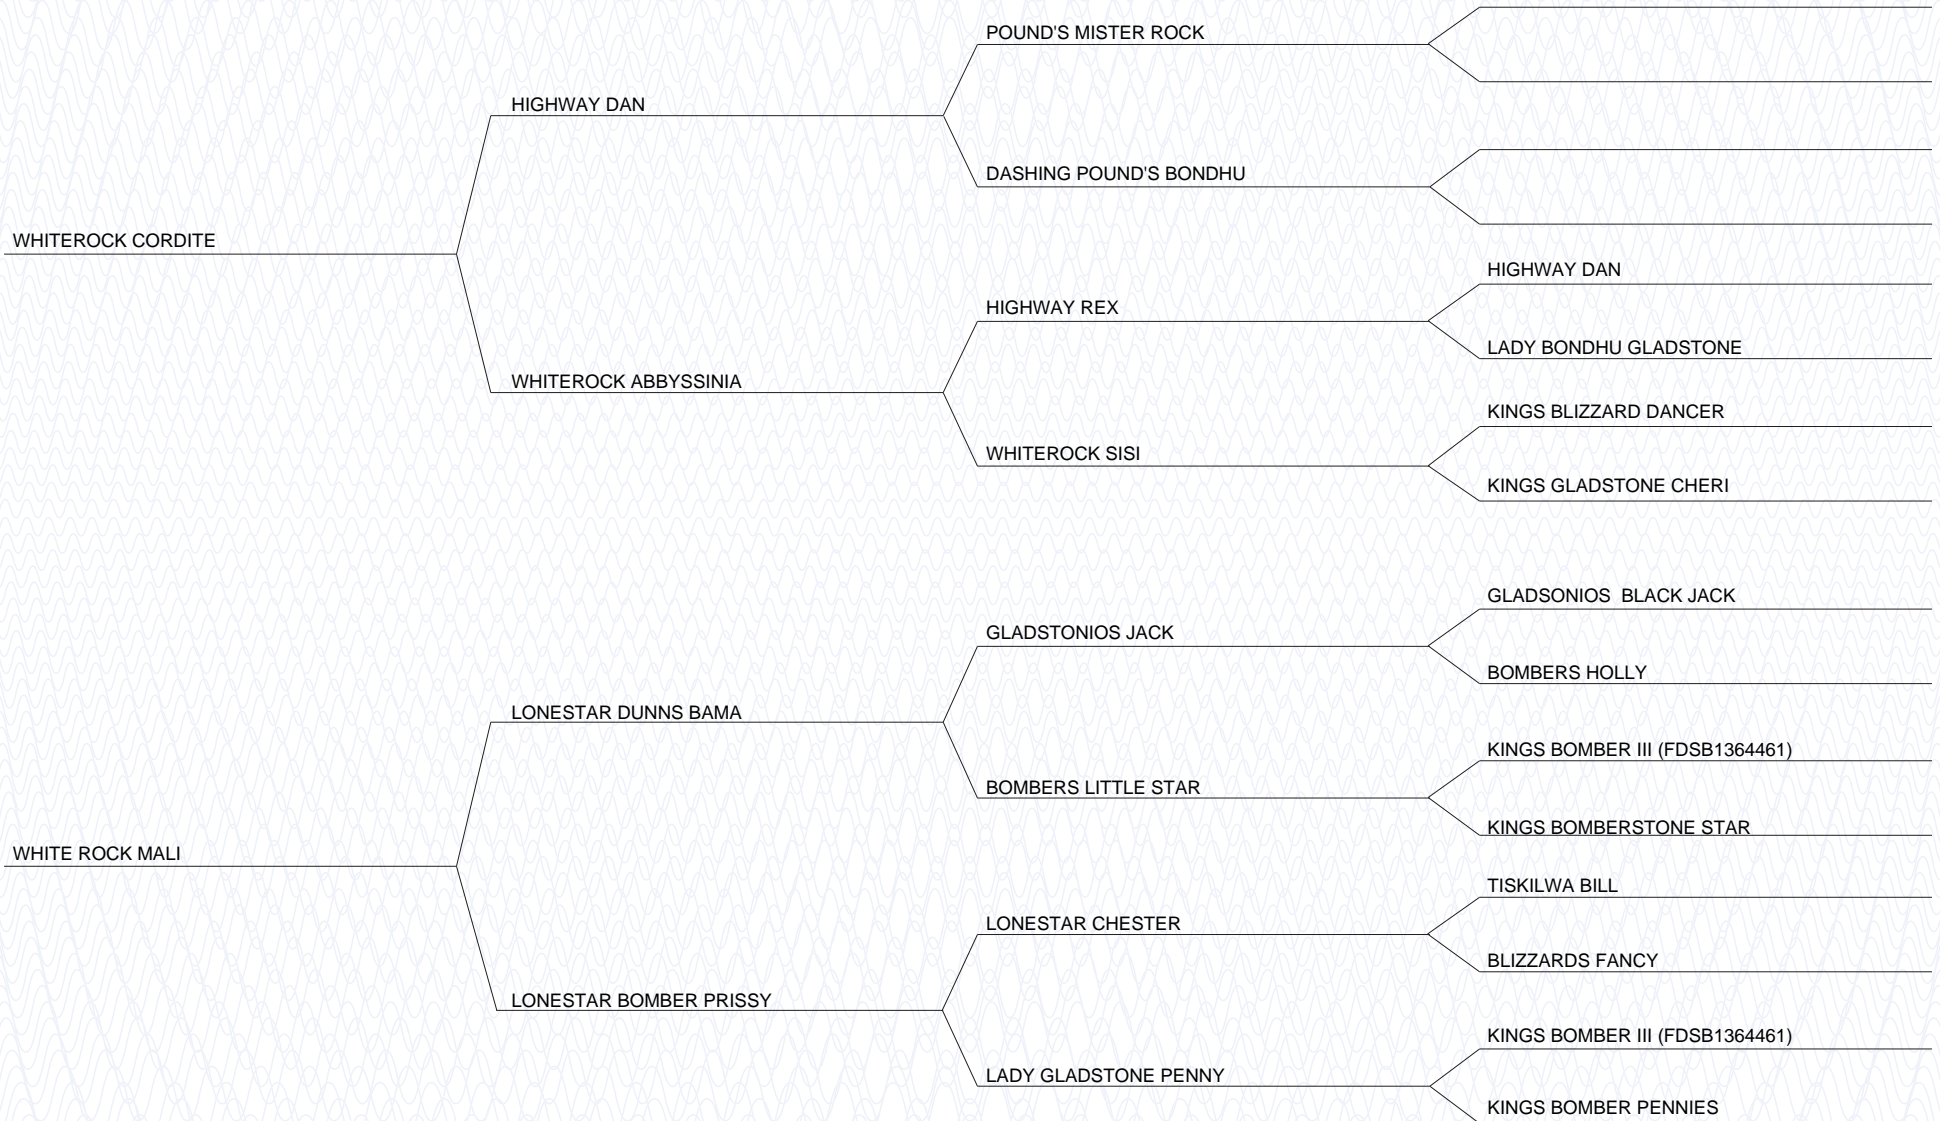 POUND'S MISTER ROCK
HIGHWAY DAN
DASHING POUND'S BONDHU
WHITEROCK CORDITE
HIGHWAY DAN
HIGHWAY REX
LADY BONDHU GLADSTONE
WHITEROCK ABBYSSINIA
KINGS BLIZZARD DANCER
WHITEROCK SISI
KINGS GLADSTONE CHERI
GLADSONIOS  BLACK JACK
GLADSTONIOS JACK
BOMBERS HOLLY
LONESTAR DUNNS BAMA
KINGS BOMBER III (FDSB1364461)
BOMBERS LITTLE STAR
KINGS BOMBERSTONE STAR
WHITE ROCK MALI
TISKILWA BILL
LONESTAR CHESTER
BLIZZARDS FANCY
LONESTAR BOMBER PRISSY
KINGS BOMBER III (FDSB1364461)
LADY GLADSTONE PENNY
KINGS BOMBER PENNIES